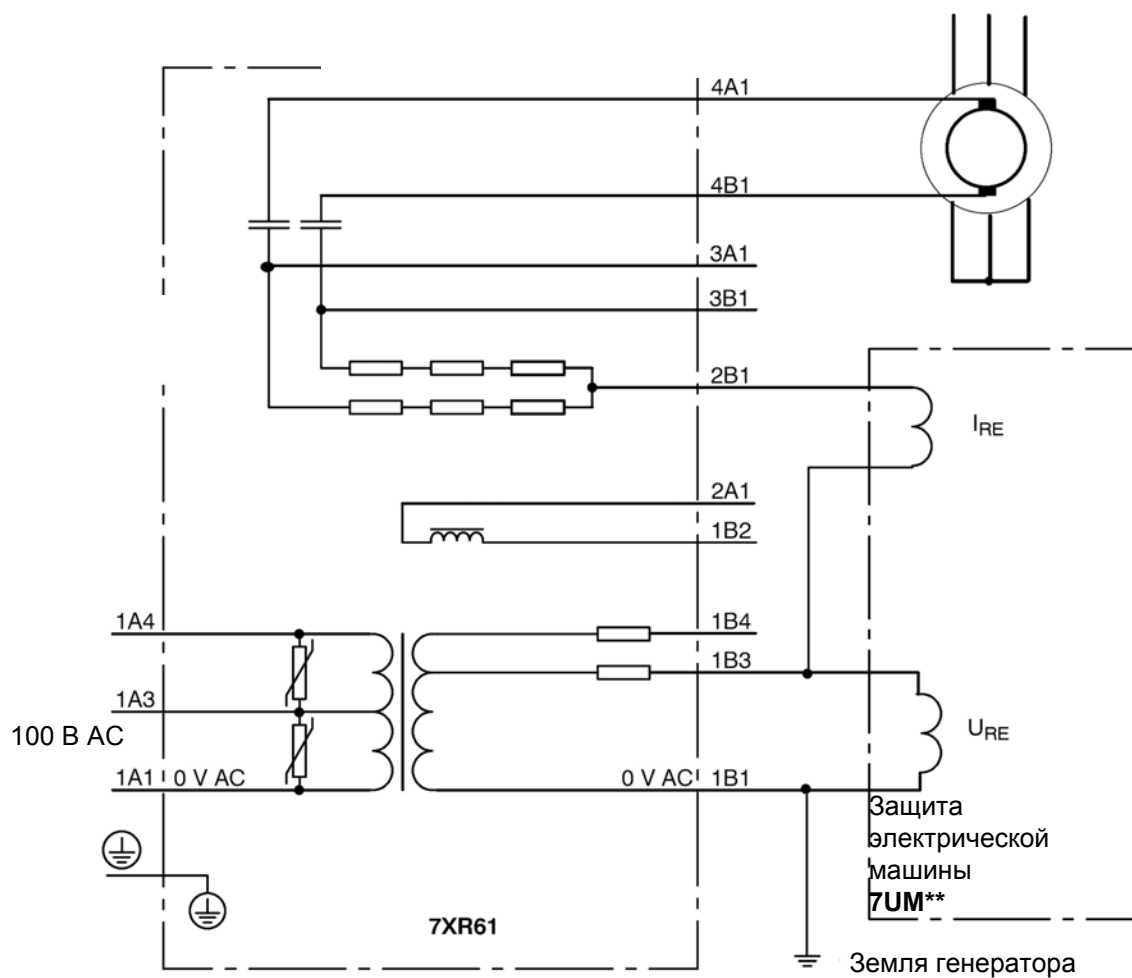 4A1
4B1
3A1
3B1
2B1
I_RE
2A1
1B2
1A4
1B4
1B3
1A3
100 В AC
U_RE
1A1 0 V AC
0 V AC 1B1
Защита
электрической
машины
7UM**
7XR61
Земля генератора